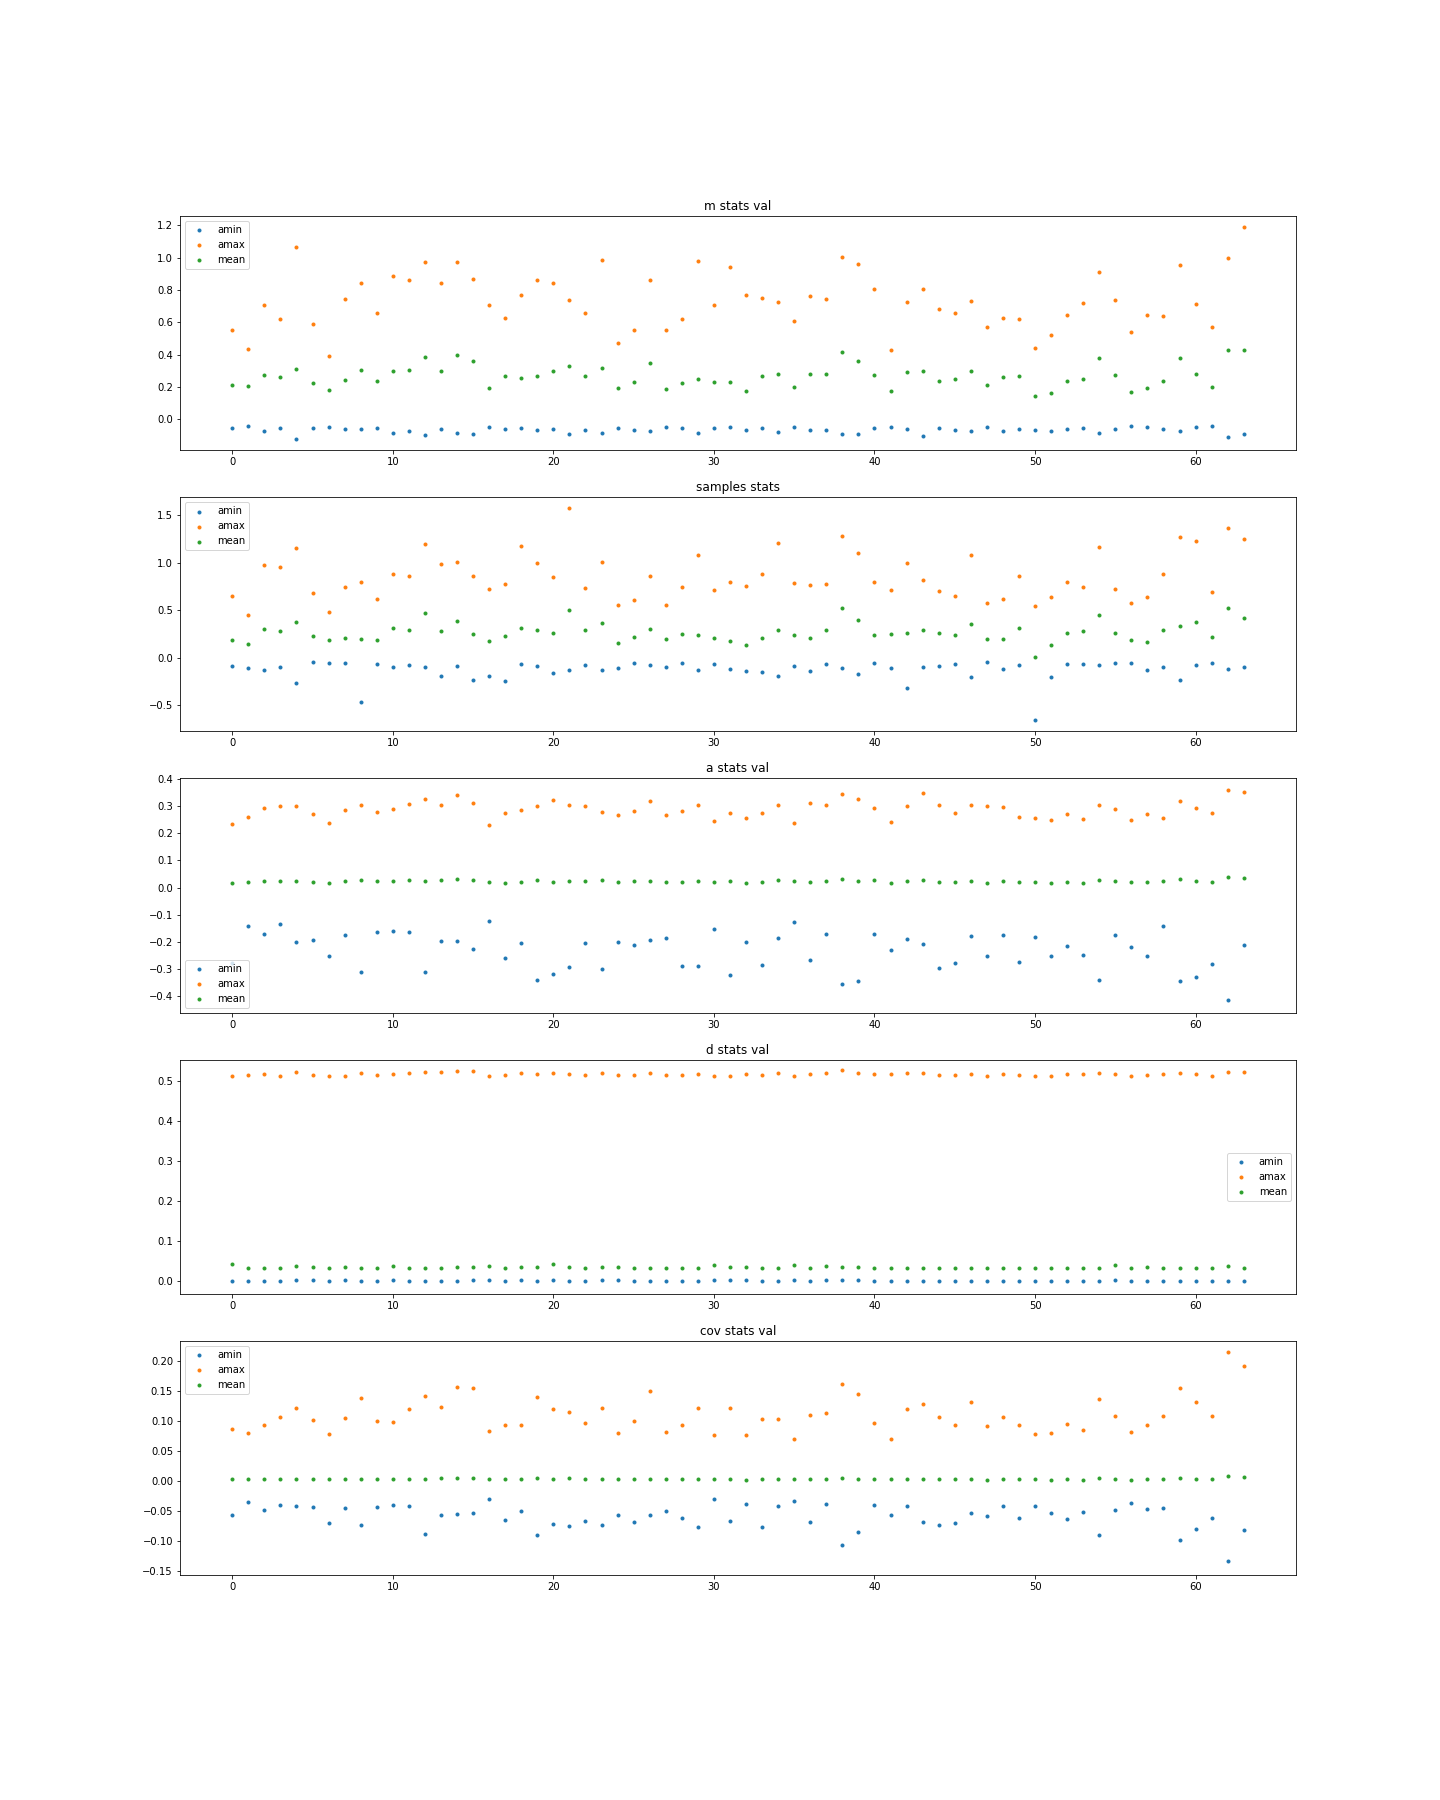 m stats val
1.2
1.0
0.8
0.6
0.4
0.2
0.0
amin
amax
mean
0 10 20 30 40 50 60
samples stats
1.5
1.0
0.5
0.0
−0.5
amin
amax
mean
0 10 20 30 40 50 60
a stats val
0.4
0.3
0.2
0.1
0.0
−0.1
−0.2
−0.3
−0.4
amin
amax
mean
0 10 20 30 40 50 60
d stats val
0.5
0.4
0.3
0.2
0.1
0.0
amin
amax
mean
0 10 20 30 40 50 60
cov stats val
0.20
0.15
0.10
0.05
0.00
−0.05
−0.10
−0.15
amin
amax
mean
0 10 20 30 40 50 60